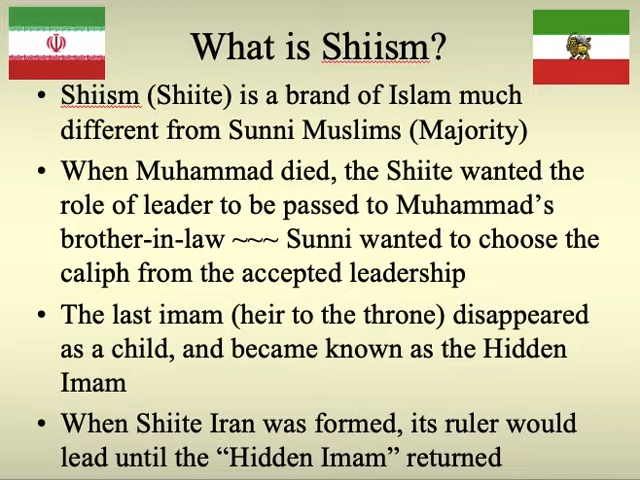 What is Shiism?
• Shiism (Shiite) is a brand of Islam much
different from Sunni Muslims (Majority)
• When Muhammad died, the Shiite wanted the
role of leader to be passed to Muhammad’s
brother-in-law ~~~ Sunni wanted to choose the
caliph from the accepted leadership
• The last imam (heir to the throne) disappeared
as a child, and became known as the Hidden
Imam
• When Shiite Iran was formed, its ruler would
lead until the “Hidden Imam” returned